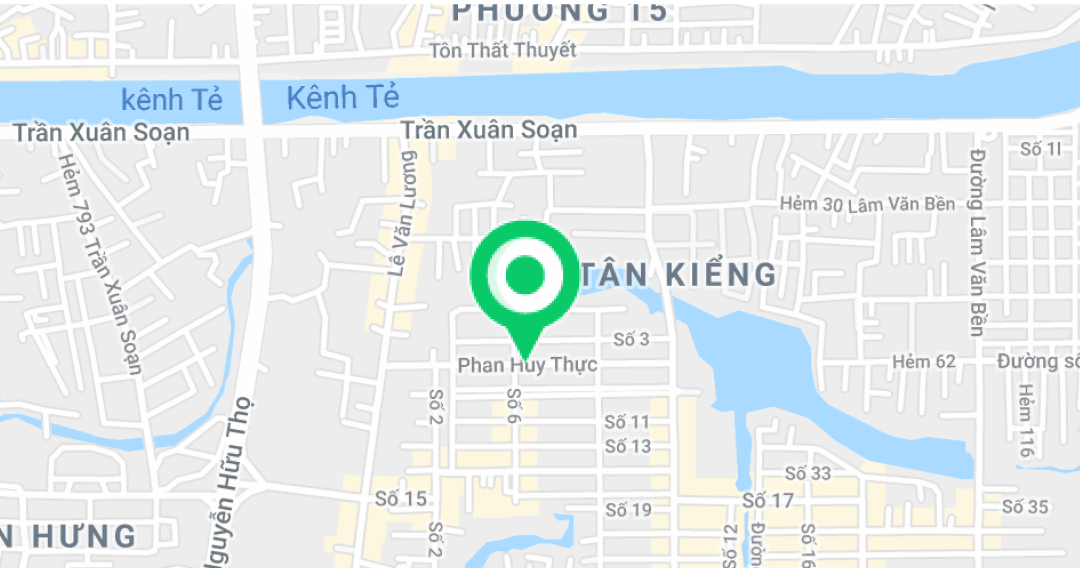 PHƯỜNG 15
Tôn Thất Thuyết
kênh Tẻ
Kênh Tẻ
Trần Xuân Soạn
Trần Xuân Soạn
Số 1I
Hẻm 793 Trần Xuân Soạn
Lê Văn Lương
Hẻm 30 Lâm Văn Bền
Đường Lâm Văn Bền
TÂN KIỂNG
Số 3
Phan Huy Thực
Hẻm 62
Đường số
Số 2
Số 6
Hẻm 116
Số 11
Số 13
Nguyễn Hữu Thọ
Số 33
Số 15
Số 17
Số 19
Số 35
N HƯNG
Số 2
Số 12
Đườn
Số 16